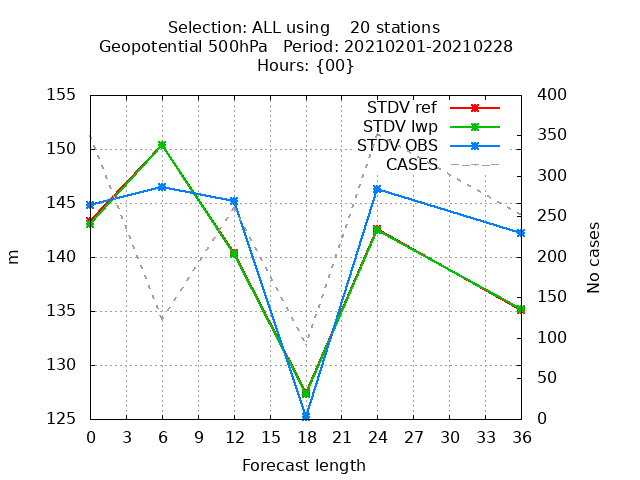 Selection: ALL using    20 stations
Geopotential 500hPa   Period: 20210201-20210228
Hours: {00}
STDV ref
STDV lwp
STDV OBS
CASES
155
150
145
140
135
130
125
m
400
350
300
250
200
150
100
50
0
No cases
0 3 6 9 12 15 18 21 24 27 30 33 36
Forecast length